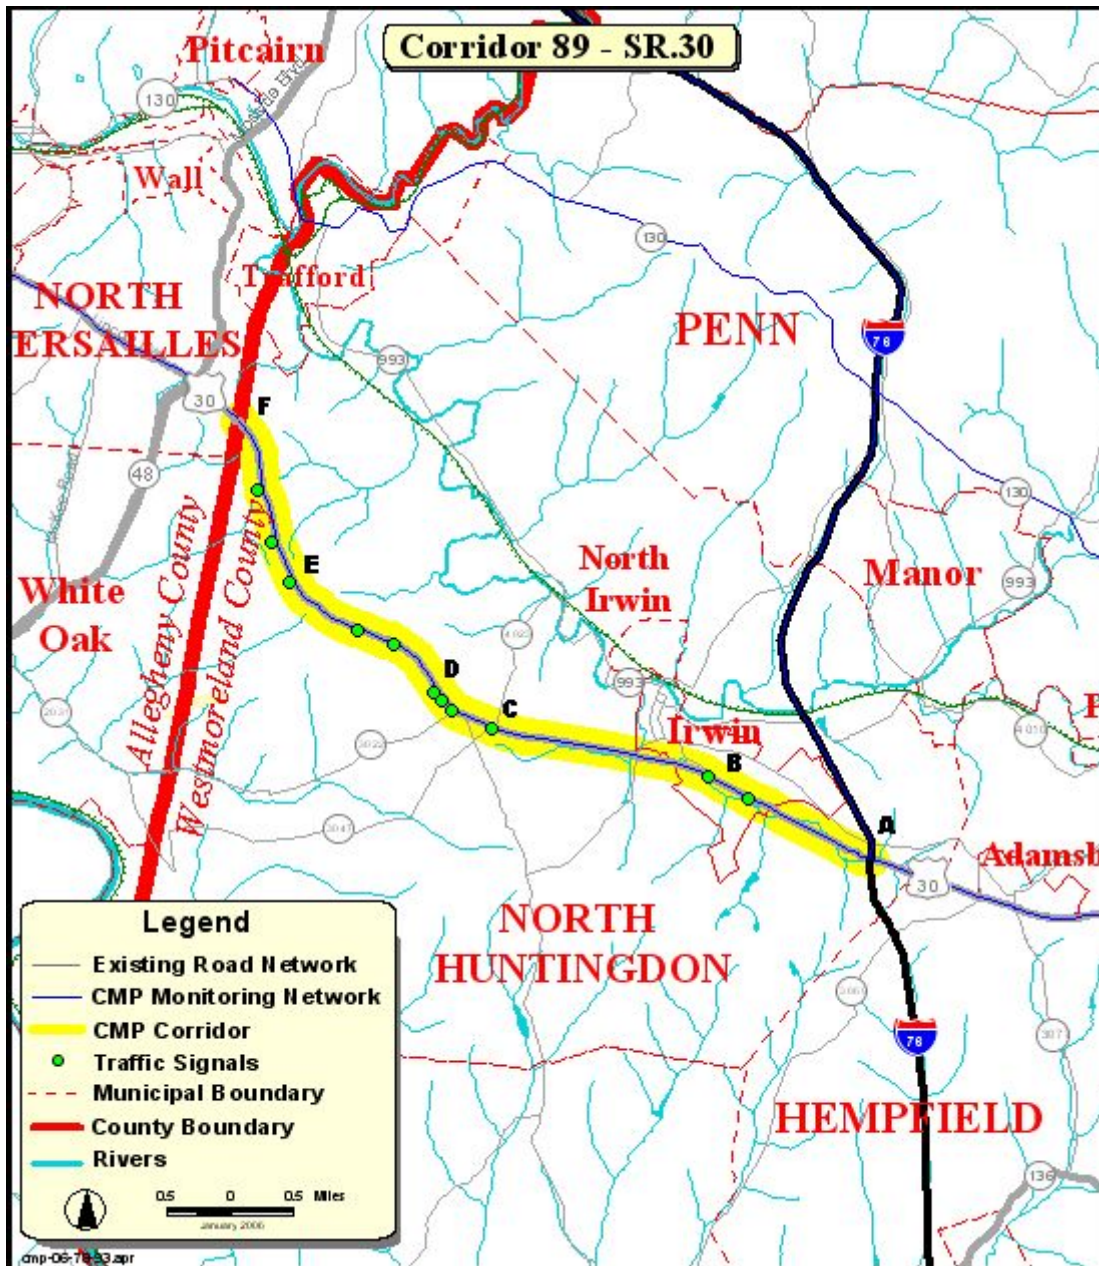 Corridor 89 - SR.30
Pitcairn
130
Wall
Trafford
130
NORTH
ERSAILLES
PENN
993
76
30
F
48
130
Allegheny County
Westmoreland County
North
Irwin
Manor
993
E
White
Oak
993
D
C
Irwin
B
A
Adamsb
30
3047
NORTH
HUNTINGDON
76
HEMPFIELD
136
Legend
Existing Road Network
CMP Monitoring Network
CMP Corridor
Traffic Signals
Municipal Boundary
County Boundary
Rivers
0.5 0 0.5 Miles
January 2006